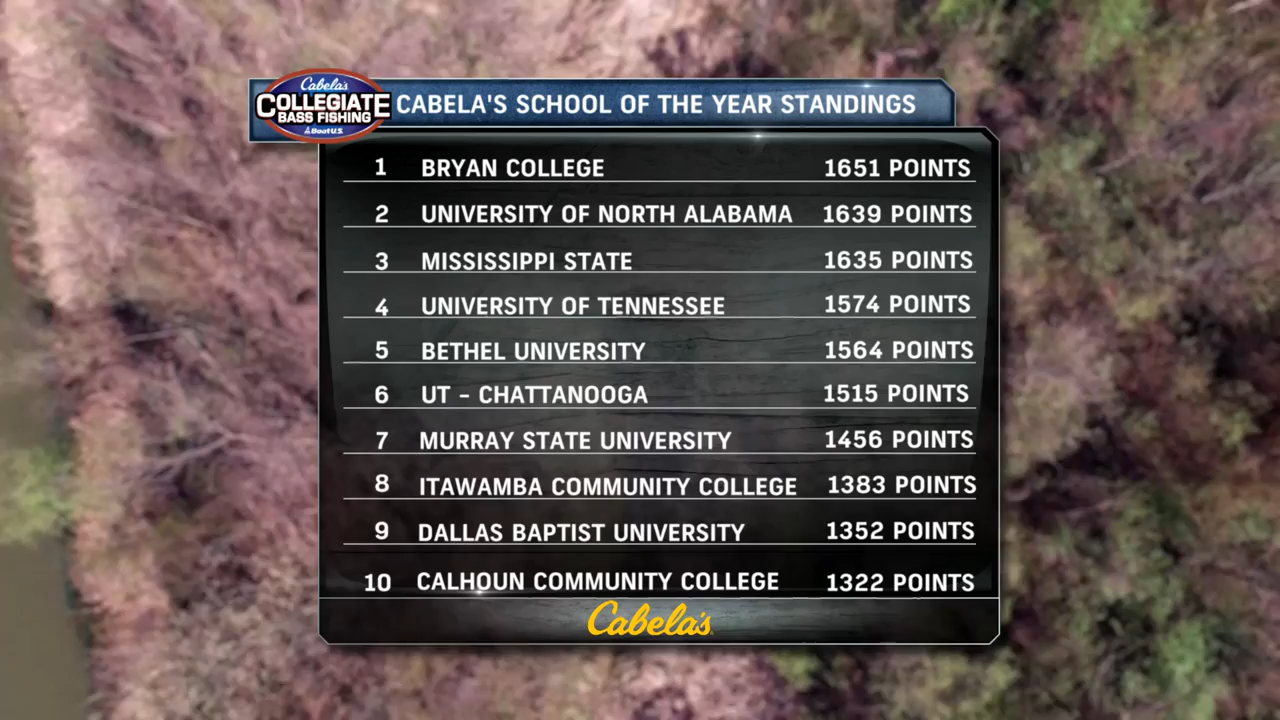 Cabela's
COLLEGIATE
BASS FISHING
BoatU.S.
CABELA'S SCHOOL OF THE YEAR STANDINGS
1 BRYAN COLLEGE 1651 POINTS
2 UNIVERSITY OF NORTH ALABAMA 1639 POINTS
3 MISSISSIPPI STATE 1635 POINTS
4 UNIVERSITY OF TENNESSEE 1574 POINTS
5 BETHEL UNIVERSITY 1564 POINTS
6 UT - CHATTANOOGA 1515 POINTS
7 MURRAY STATE UNIVERSITY 1456 POINTS
8 ITAWAMBA COMMUNITY COLLEGE 1383 POINTS
9 DALLAS BAPTIST UNIVERSITY 1352 POINTS
10 CALHOUN COMMUNITY COLLEGE 1322 POINTS
Cabela's